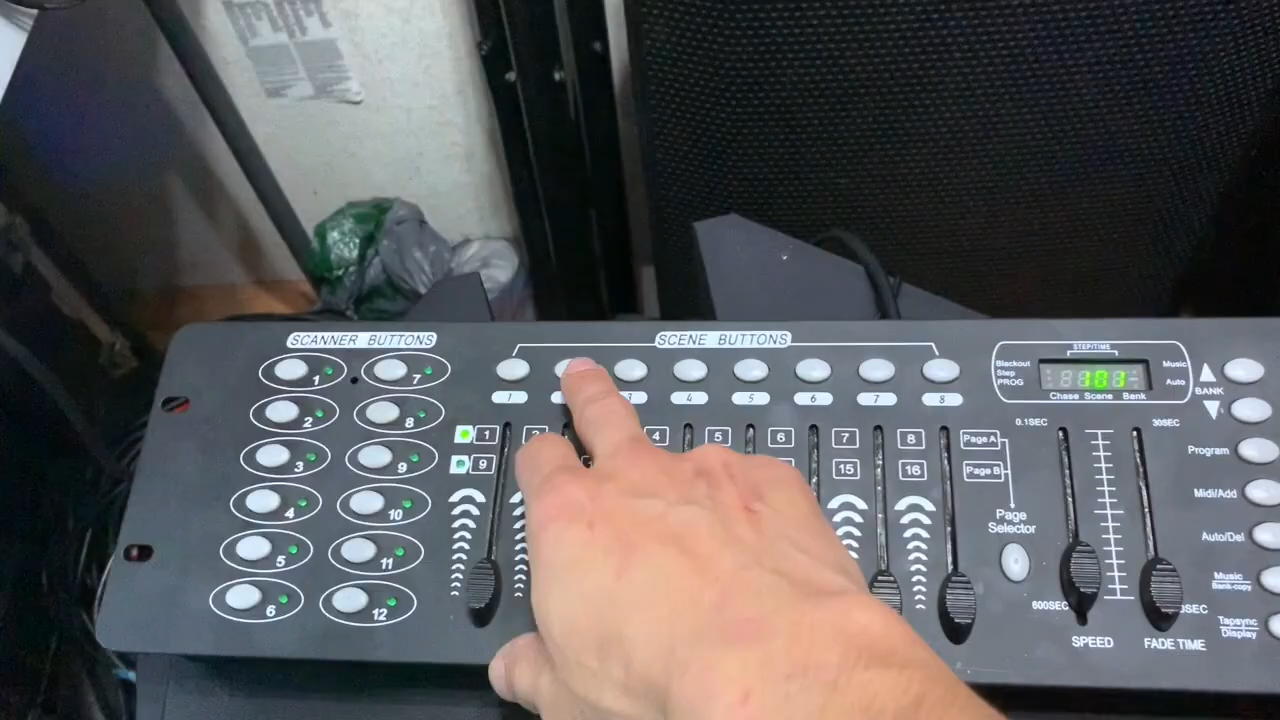 SCANNER BUTTONS
SCENE BUTTONS
1 7
2 8
3 9
4 10
5 11
6 12
1 3 4 5 6 7 8
1 2 4 5 6 7 8
9 15 16
Page A
Page B
Page
Selector
STEP/TIME
Blackout
Step
PROG
181
Music
Auto
Chase Scene Bank
BANK
0.1SEC
30SEC
600SEC
SPEED
FADE TIME
Program
Midi/Add
Auto/Del
Music
Bank-copy
Tapsync
Display